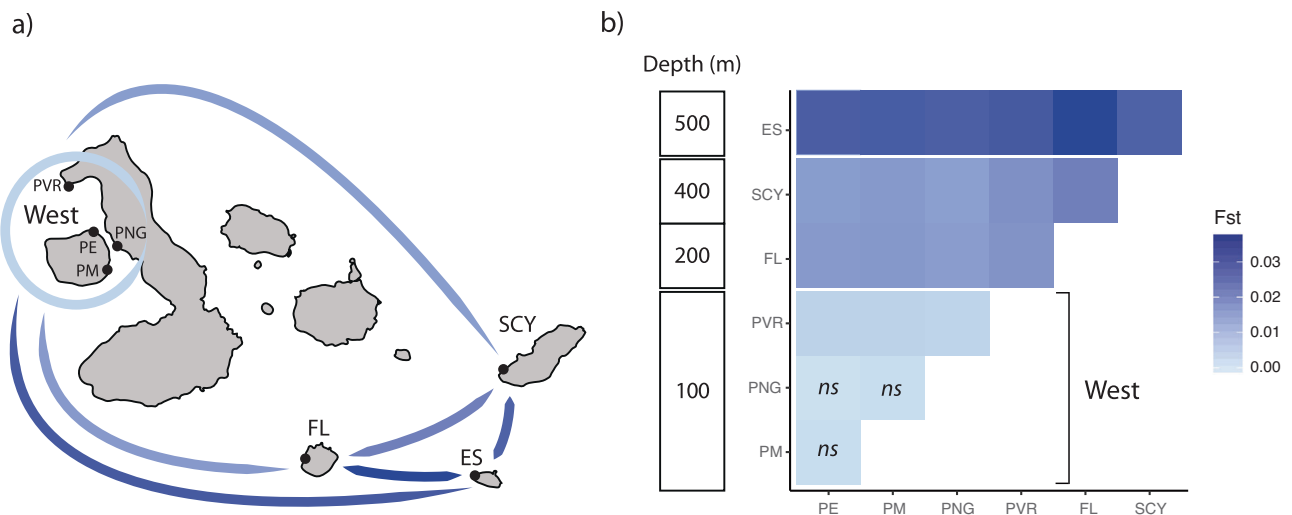 a)
PVR
West
PE
PNG
PM
SCY
FL
ES
b)
Depth (m)
500
400
200
100
ES
SCY
FL
PVR
PNG
PM
ns
ns
ns
West
PE
PM
PNG
PVR
FL
SCY
Fst
0.03
0.02
0.01
0.00